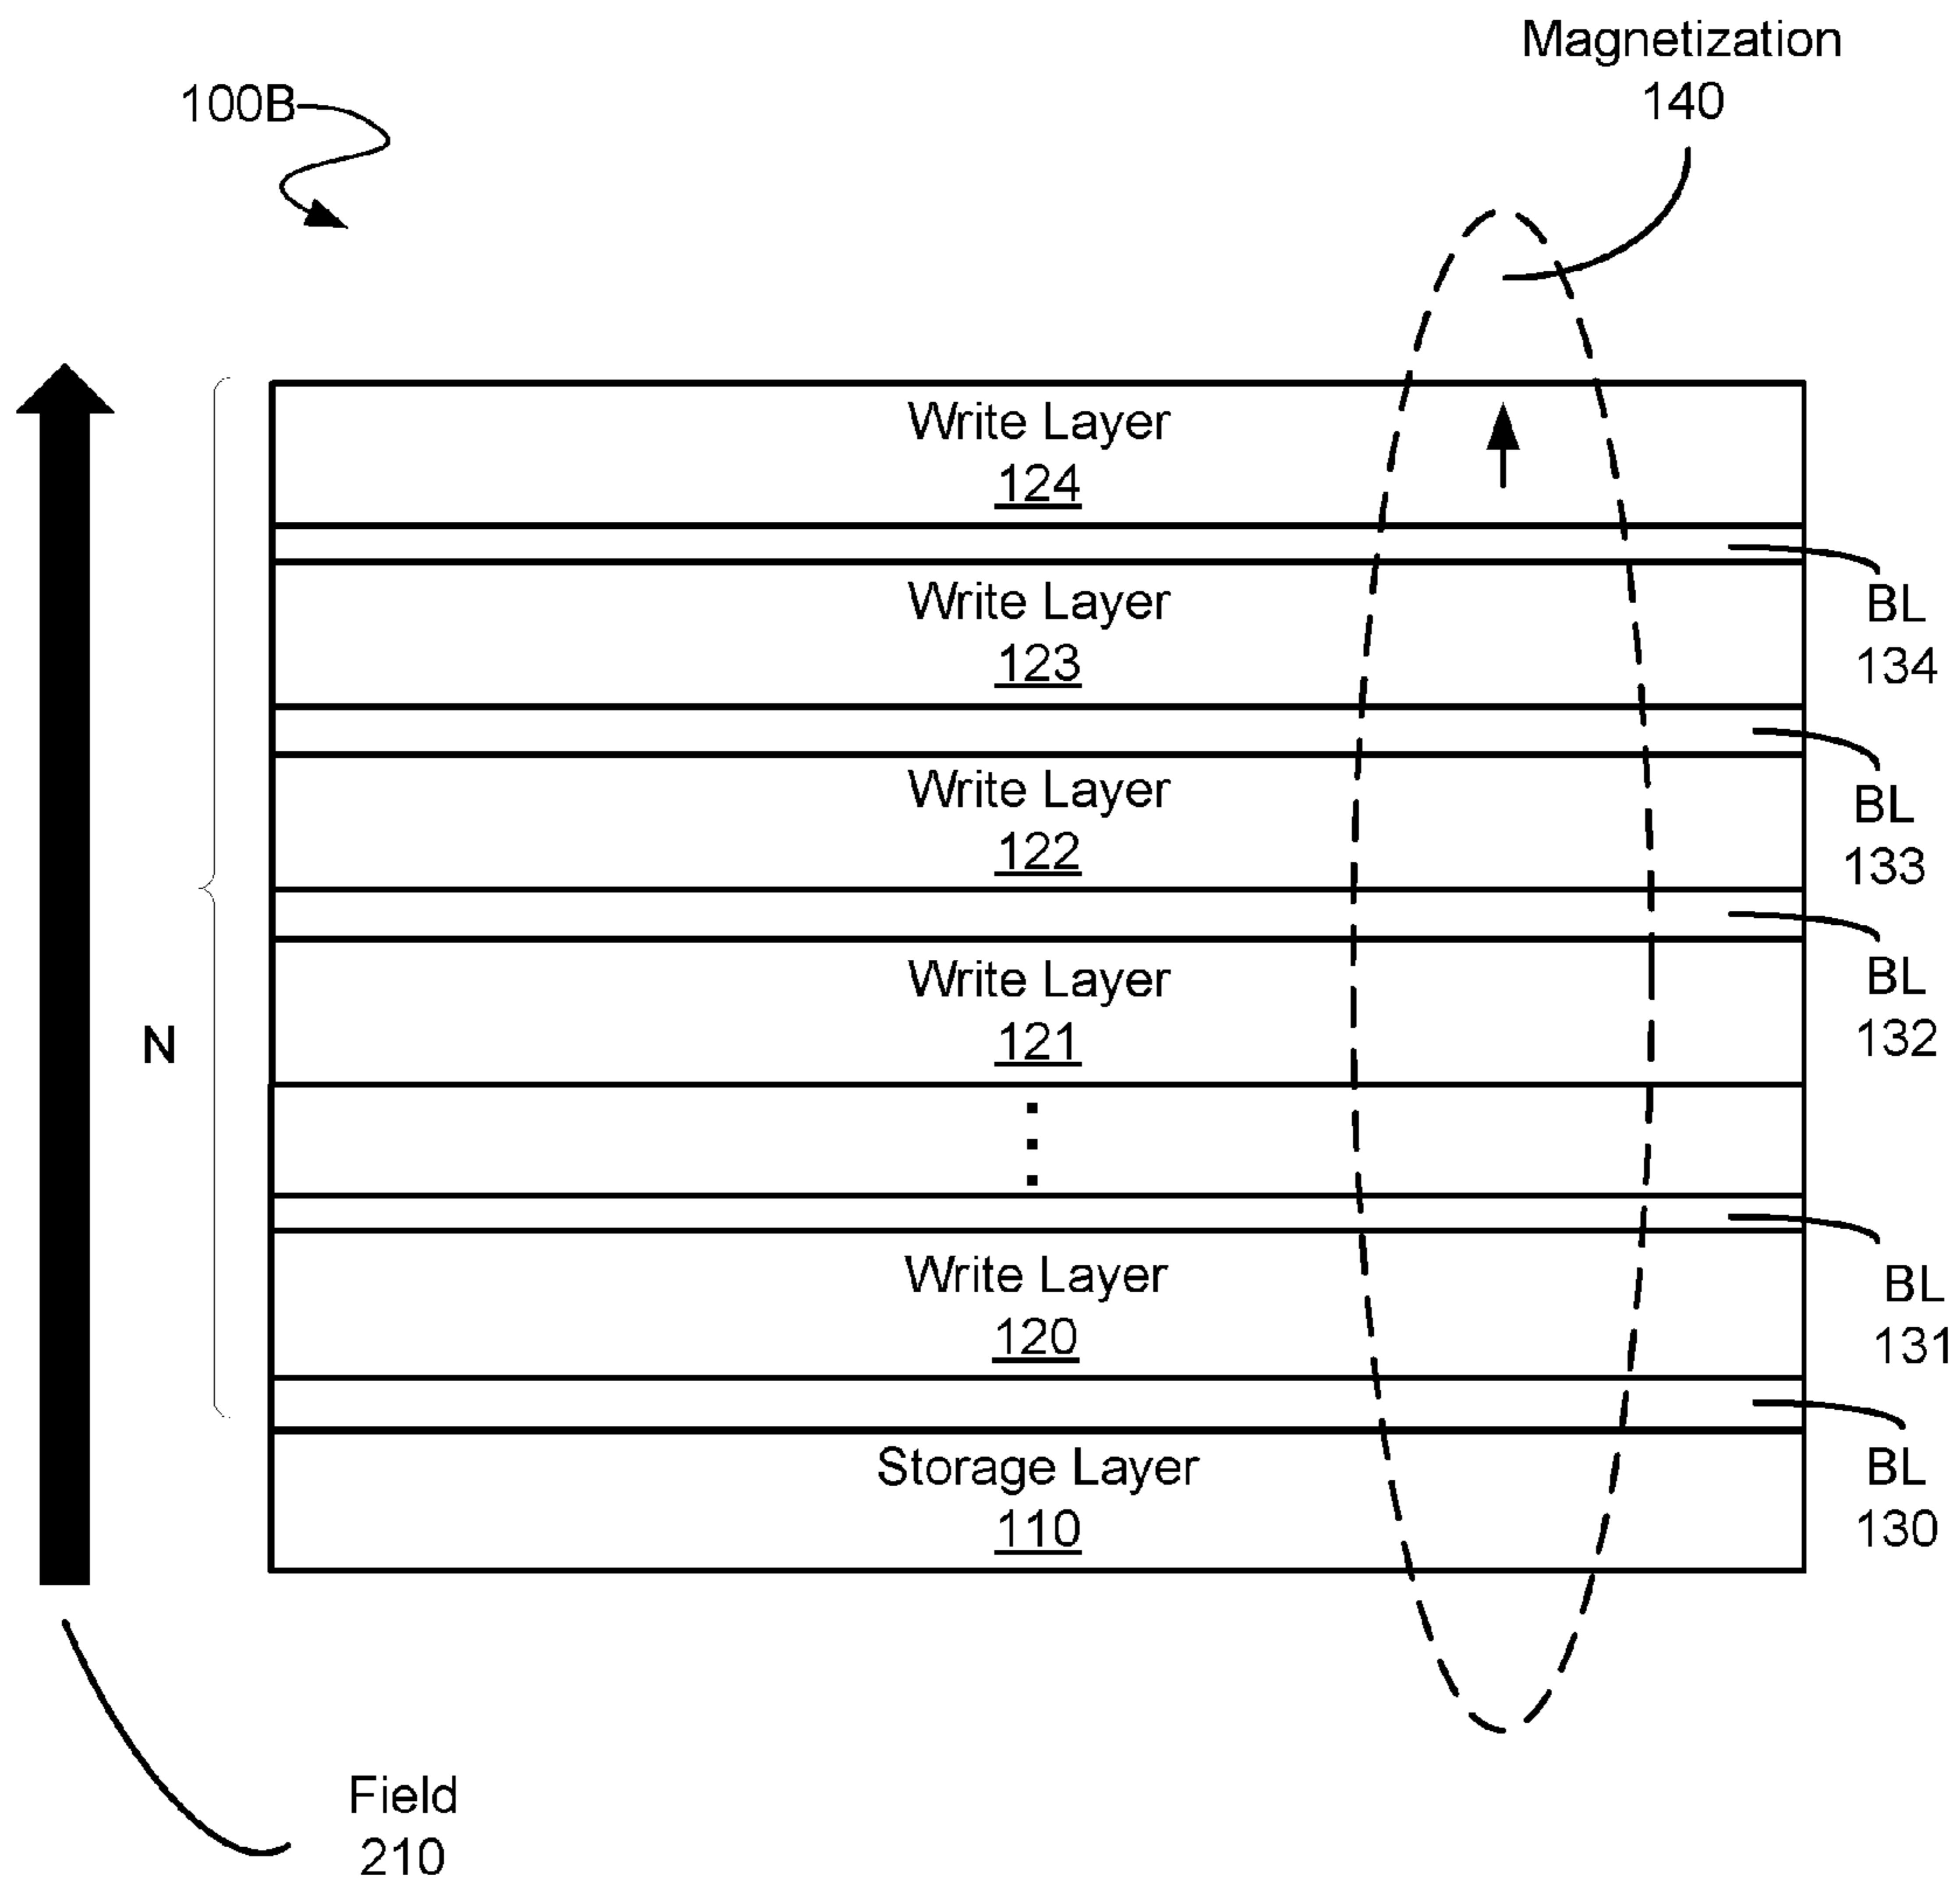 Magnetization
140
100B
Write Layer
124
BL
134
Write Layer
123
BL
133
Write Layer
122
BL
132
Write Layer
121
N
BL
131
Write Layer
120
BL
130
Storage Layer
110
Field
210